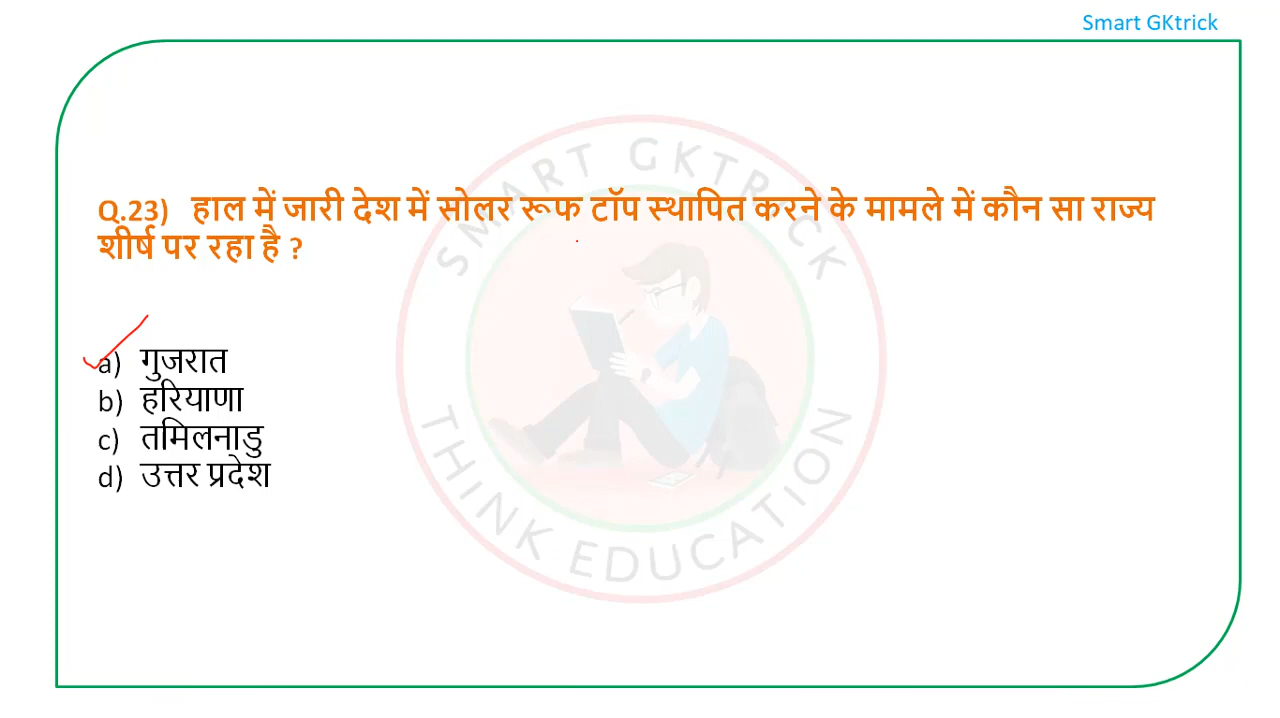 Smart GKtrick
SMART GKTRICK
Q.23) हाल में जारी देश में सोलर रूफ टॉप स्थापित करने के मामले में कौन सा राज्य
शीर्ष पर रहा है ?
a) गुजरात
b) हरियाणा
c) तमिलनाडु
d) उत्तर प्रदेश
THINK EDUCATION